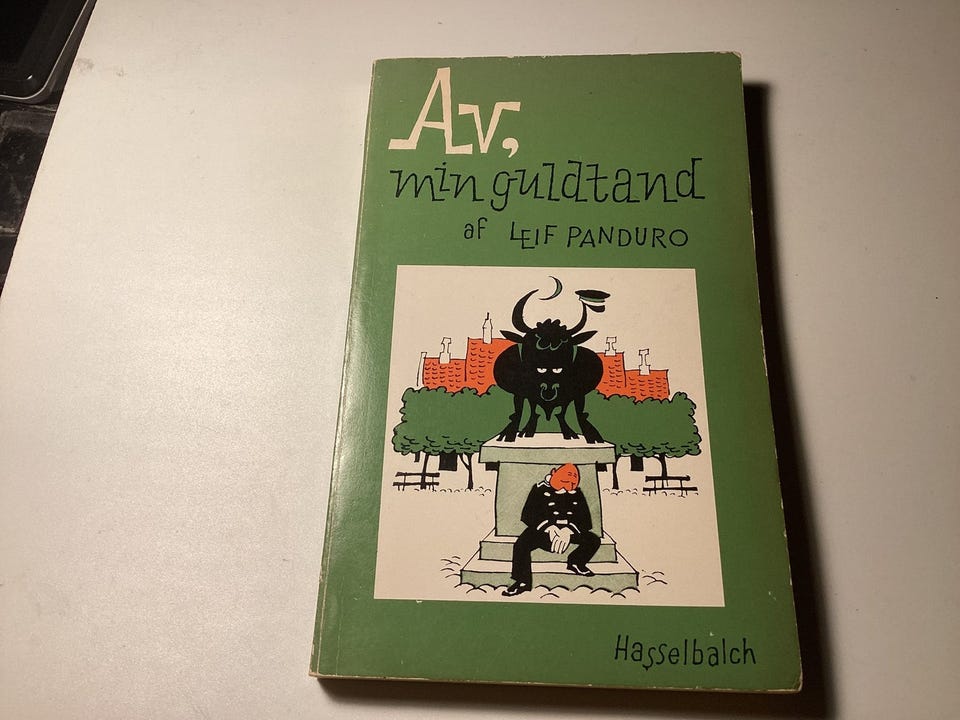 Av,
min guldtand
af LEIF PANDURO
Hasselbalch